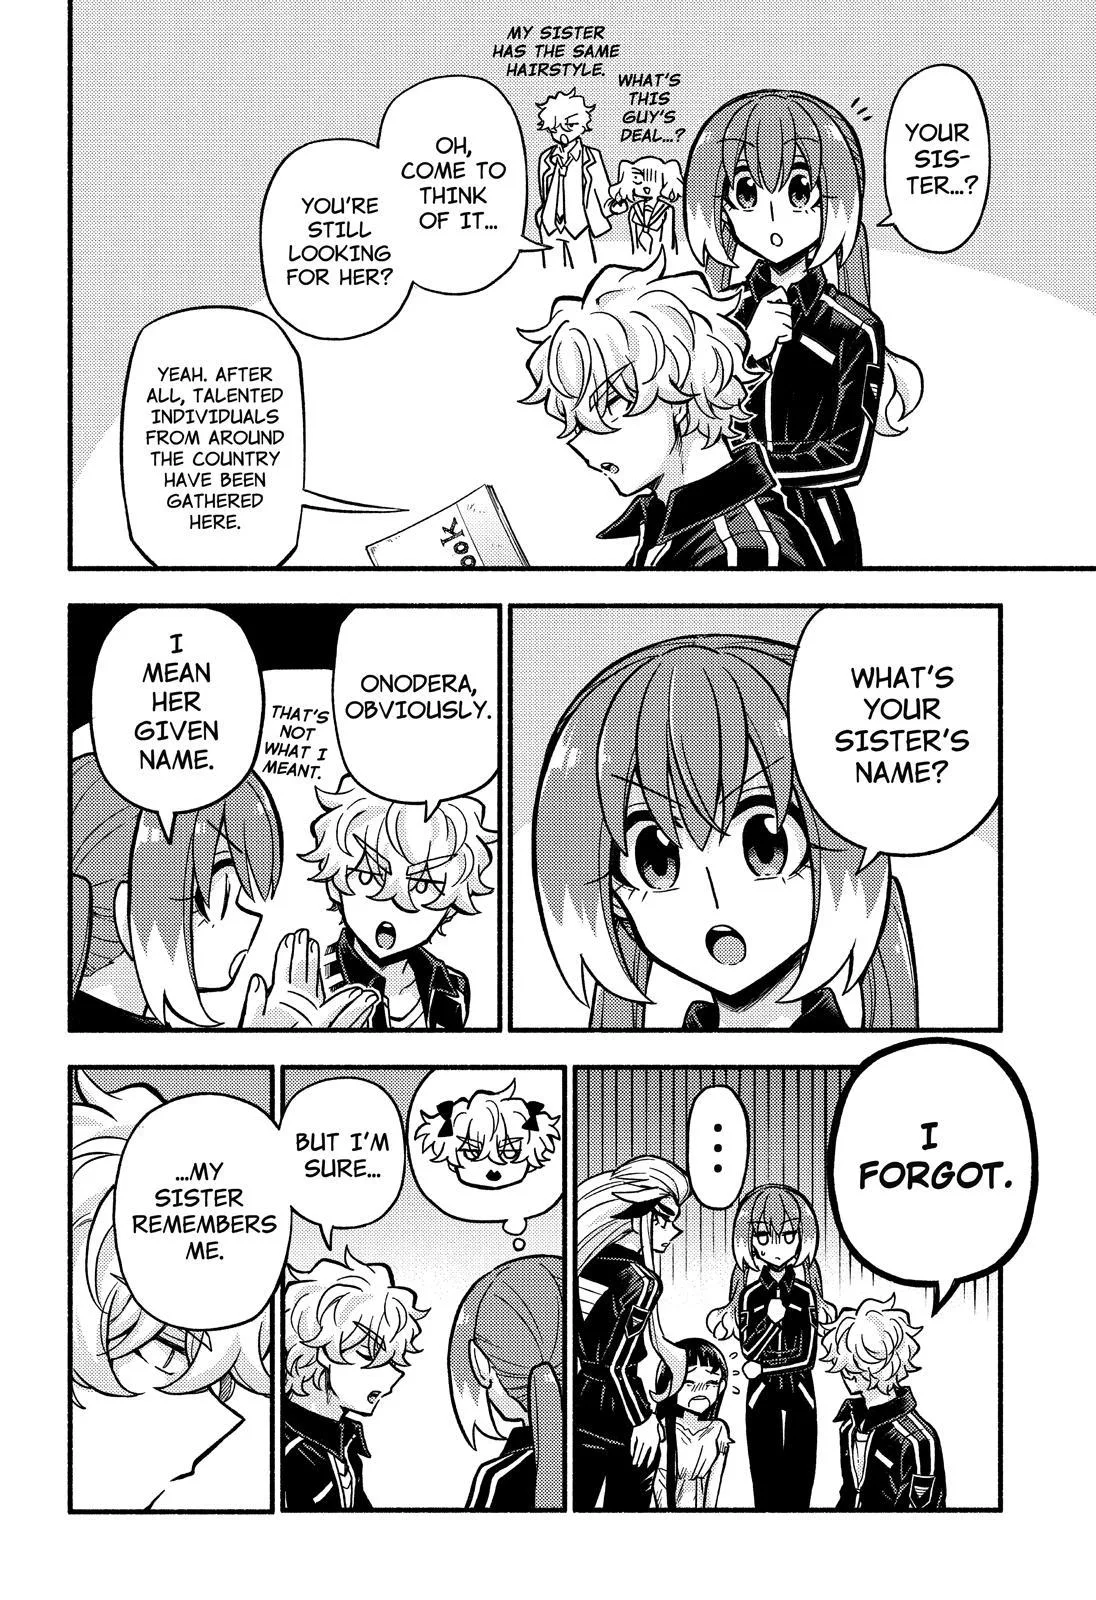 YOUR
SIS-
TER...?
MY SISTER
HAS THE SAME
HAIRSTYLE.
WHAT'S
THIS
GUY'S
DEAL...?
OH,
COME TO
THINK
OF IT...
YOU'RE
STILL
LOOKING
FOR HER?
YEAH. AFTER
ALL, TALENTED
INDIVIDUALS
FROM AROUND
THE COUNTRY
HAVE BEEN
GATHERED
HERE.
ook
WHAT'S
YOUR
SISTER'S
NAME?
ONODERA,
OBVIOUSLY.
THAT'S
NOT
WHAT I
MEANT.
I
MEAN
HER
GIVEN
NAME.
I
FORGOT.
...
BUT I'M
SURE...
...MY
SISTER
REMEMBERS
ME.